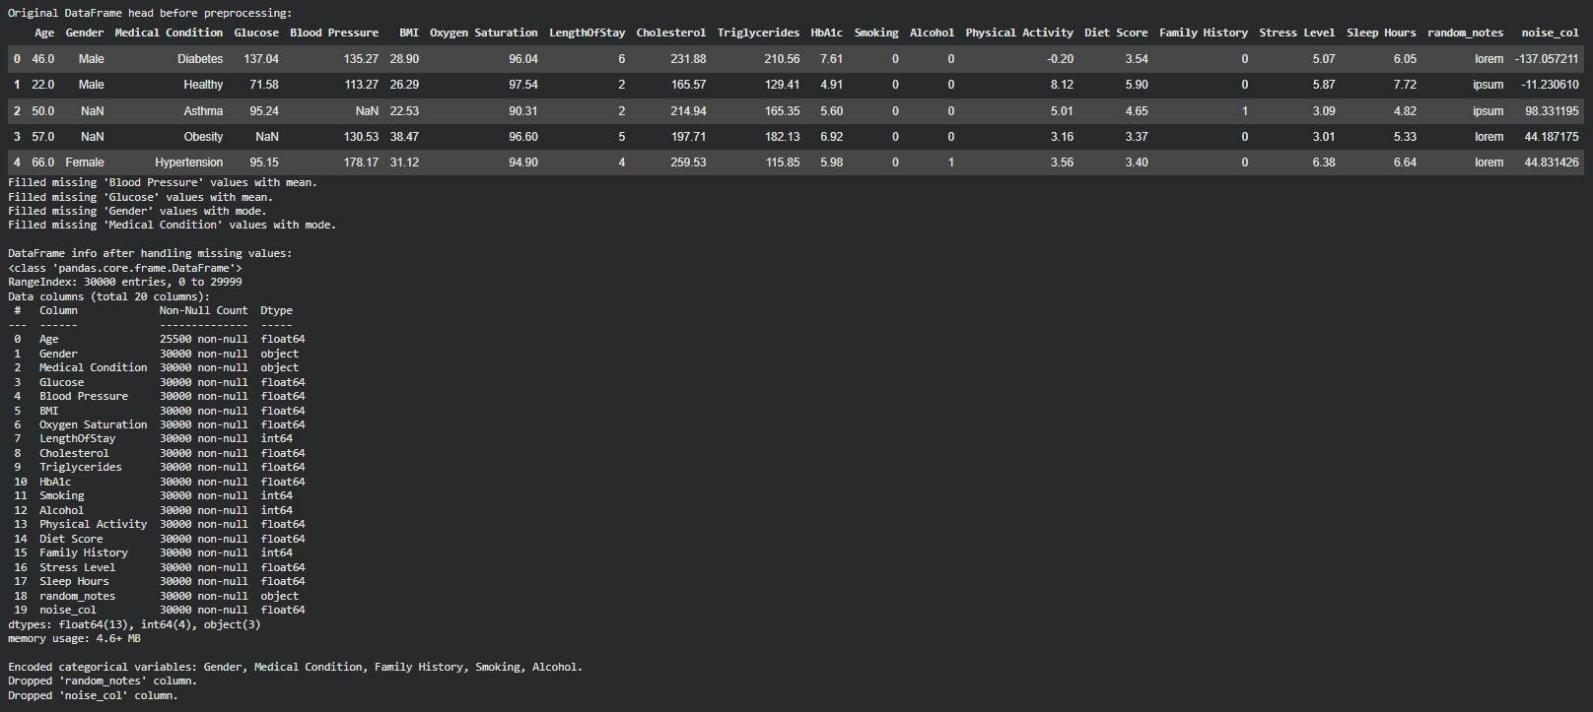 Original DataFrame head before preprocessing:
Age Gender Medical Condition Glucose Blood Pressure BMI Oxygen Saturation LengthOfStay Cholesterol Triglycerides HbA1c Smoking Alcohol Physical Activity Diet Score Family History Stress Level Sleep Hours random_notes noise_col
0 46.0 Male Diabetes 137.04 135.27 28.90 96.04 6 231.88 210.56 7.61 0 0 -0.20 3.54 0 5.07 6.05 lorem -137.057211
1 22.0 Male Healthy 71.58 113.27 26.29 97.54 2 165.57 129.41 4.91 0 0 8.12 5.90 0 5.87 7.72 ipsum -11.230610
2 50.0 NaN Asthma 95.24 NaN 22.53 90.31 2 214.94 165.35 5.60 0 0 5.01 4.65 1 3.09 4.82 ipsum 98.331195
3 57.0 NaN Obesity NaN 130.53 38.47 96.60 5 197.71 182.13 6.92 0 0 3.16 3.37 0 3.01 5.33 lorem 44.187175
4 66.0 Female Hypertension 95.15 178.17 31.12 94.90 4 259.53 115.85 5.98 0 1 3.56 3.40 0 6.38 6.64 lorem 44.831426
Filled missing 'Blood Pressure' values with mean.
Filled missing 'Glucose' values with mean.
Filled missing 'Gender' values with mode.
Filled missing 'Medical Condition' values with mode.
DataFrame info after handling missing values:
<class 'pandas.core.frame.DataFrame'>
RangeIndex: 30000 entries, 0 to 29999
Data columns (total 20 columns):
# Column Non-Null Count Dtype
--- ------ -------------- -----
0 Age 25500 non-null float64
1 Gender 30000 non-null object
2 Medical Condition 30000 non-null object
3 Glucose 30000 non-null float64
4 Blood Pressure 30000 non-null float64
5 BMI 30000 non-null float64
6 Oxygen Saturation 30000 non-null float64
7 LengthOfStay 30000 non-null int64
8 Cholesterol 30000 non-null float64
9 Triglycerides 30000 non-null float64
10 HbA1c 30000 non-null float64
11 Smoking 30000 non-null int64
12 Alcohol 30000 non-null int64
13 Physical Activity 30000 non-null float64
14 Diet Score 30000 non-null float64
15 Family History 30000 non-null int64
16 Stress Level 30000 non-null float64
17 Sleep Hours 30000 non-null float64
18 random_notes 30000 non-null object
19 noise_col 30000 non-null float64
dtypes: float64(13), int64(4), object(3)
memory usage: 4.6+ MB
Encoded categorical variables: Gender, Medical Condition, Family History, Smoking, Alcohol.
Dropped 'random_notes' column.
Dropped 'noise_col' column.